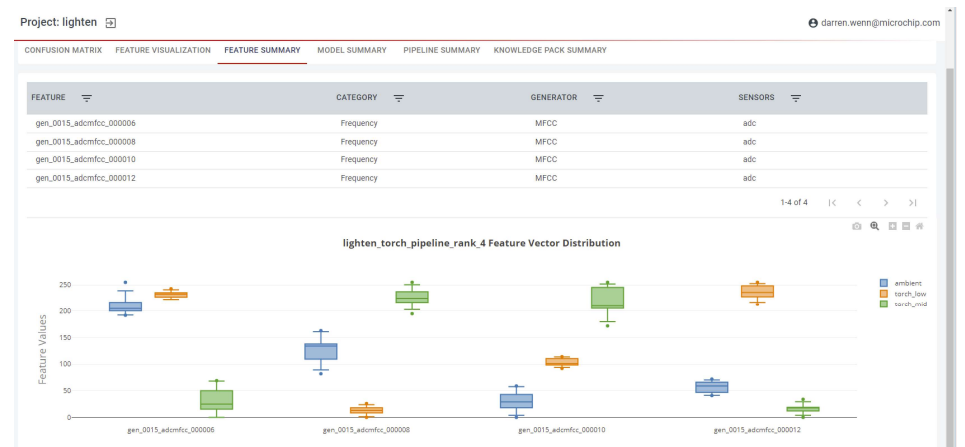 Project: lighten
darren.wenn@microchip.com
CONFUSION MATRIX FEATURE VISUALIZATION FEATURE SUMMARY MODEL SUMMARY PIPELINE SUMMARY KNOWLEDGE PACK SUMMARY
FEATURE CATEGORY GENERATOR SENSORS
gen_0015_adcmfcc_000006 Frequency MFCC adc
gen_0015_adcmfcc_000008 Frequency MFCC adc
gen_0015_adcmfcc_000010 Frequency MFCC adc
gen_0015_adcmfcc_000012 Frequency MFCC adc
1-4 of 4
lighten_torch_pipeline_rank_4 Feature Vector Distribution
Feature Values
250
200
150
100
50
0
ambient
torch_low
torch_mid
gen_0015_adcmfcc_000006 gen_0015_adcmfcc_000008 gen_0015_adcmfcc_000010 gen_0015_adcmfcc_000012